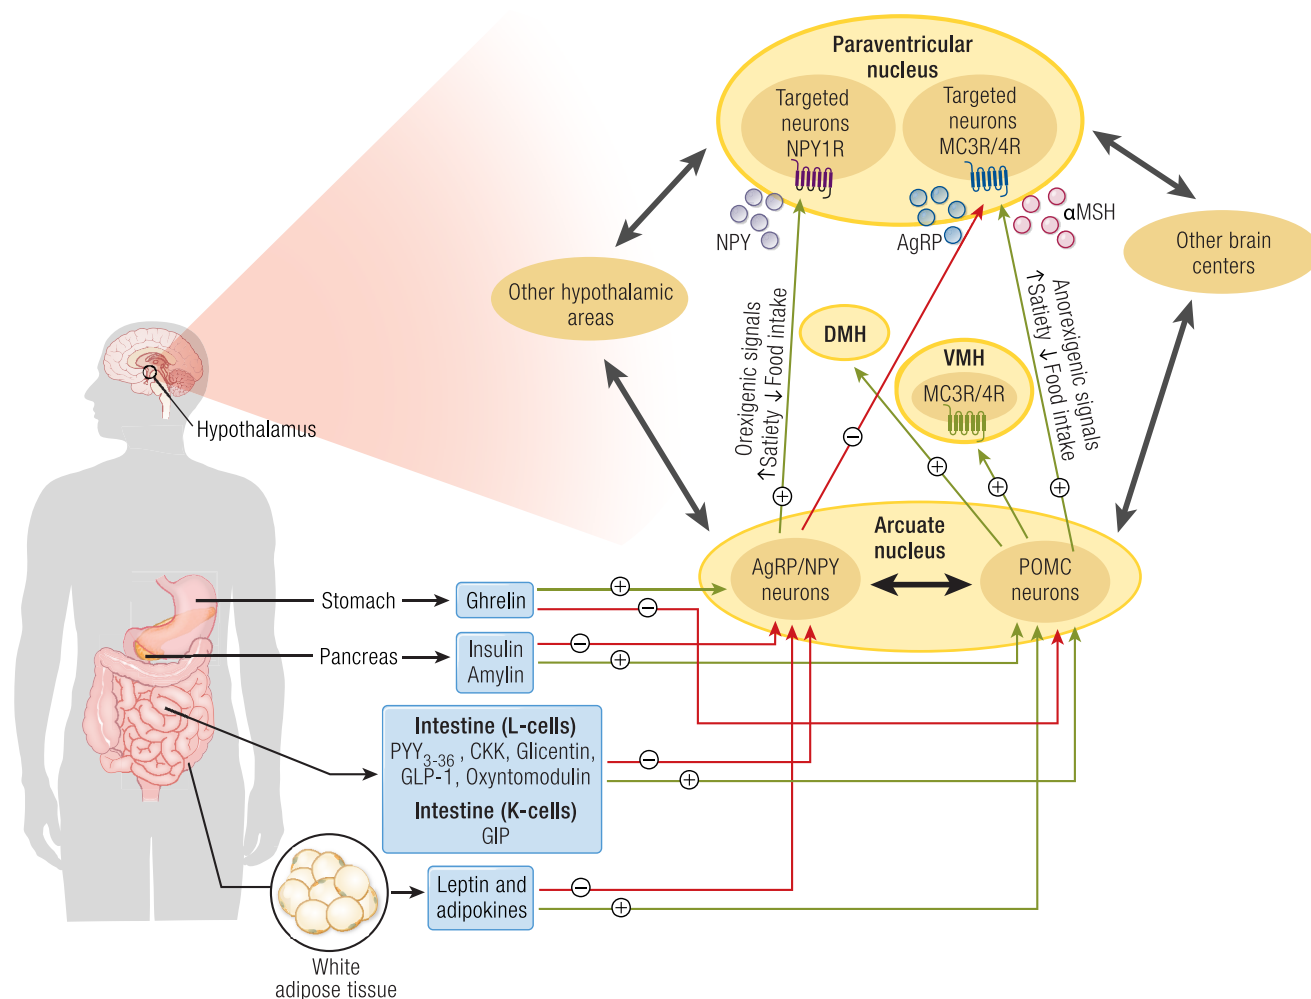 Paraventricular
nucleus
Targeted
neurons
NPY1R
Targeted
neurons
MC3R/4R
NPY
AgRP
αMSH
Other hypothalamic
areas
Other brain
centers
Orexigenic signals
↑Satiety ↓ Food intake
DMH
VMH
MC3R/4R
Anorexigenic signals
↑Satiety ↓ Food intake
−
+
+
+
+
Hypothalamus
Arcuate
nucleus
AgRP/NPY
neurons
POMC
neurons
Stomach
Ghrelin
+
−
Pancreas
Insulin
Amylin
−
+
Intestine (L-cells)
PYY3-36 , CKK, Glicentin,
GLP-1, Oxyntomodulin
Intestine (K-cells)
GIP
−
+
Leptin and
adipokines
−
+
White
adipose tissue